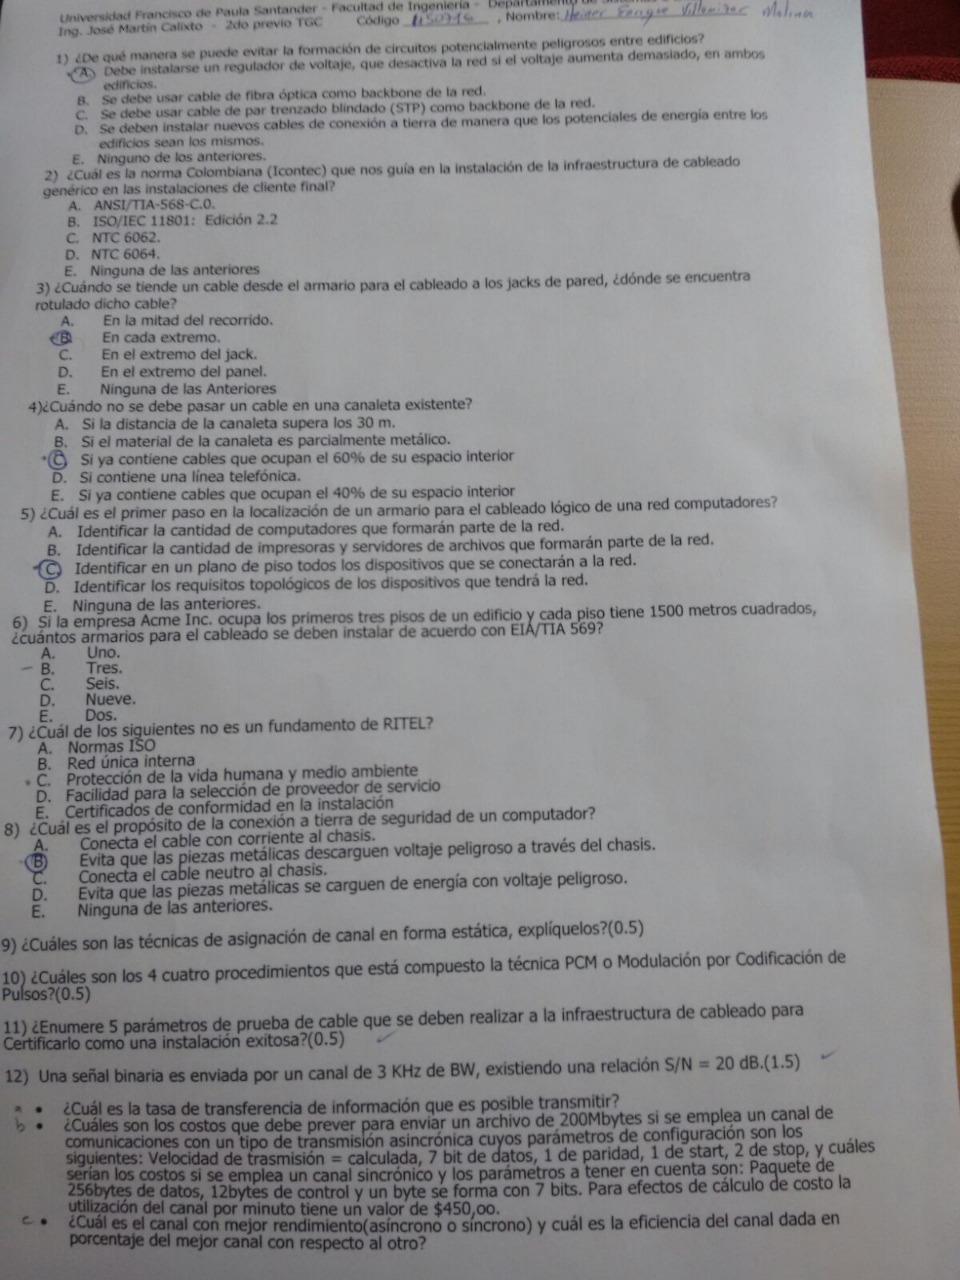 Universidad Francisco de Paula Santander - Facultad de Ingeniería - Departamento de
Ing. José Martín Calixto - 2do previo TGC Código , Nombre: Heiner Villamizar Molina
1) ¿De qué manera se puede evitar la formación de circuitos potencialmente peligrosos entre edificios?
A. Debe instalarse un regulador de voltaje, que desactiva la red si el voltaje aumenta demasiado, en ambos
edificios.
B. Se debe usar cable de fibra óptica como backbone de la red.
C. Se debe usar cable de par trenzado blindado (STP) como backbone de la red.
D. Se deben instalar nuevos cables de conexión a tierra de manera que los potenciales de energía entre los
edificios sean los mismos.
E. Ninguno de los anteriores.
2) ¿Cuál es la norma Colombiana (Icontec) que nos guía en la instalación de la infraestructura de cableado
genérico en las instalaciones de cliente final?
A. ANSI/TIA-568-C.0.
B. ISO/IEC 11801: Edición 2.2
C. NTC 6062.
D. NTC 6064.
E. Ninguna de las anteriores
3) ¿Cuándo se tiende un cable desde el armario para el cableado a los jacks de pared, ¿dónde se encuentra
rotulado dicho cable?
A. En la mitad del recorrido.
B. En cada extremo.
C. En el extremo del jack.
D. En el extremo del panel.
E. Ninguna de las Anteriores
4)¿Cuándo no se debe pasar un cable en una canaleta existente?
A. Si la distancia de la canaleta supera los 30 m.
B. Si el material de la canaleta es parcialmente metálico.
C. Si ya contiene cables que ocupan el 60% de su espacio interior
D. Si contiene una línea telefónica.
E. Si ya contiene cables que ocupan el 40% de su espacio interior
5) ¿Cuál es el primer paso en la localización de un armario para el cableado lógico de una red computadores?
A. Identificar la cantidad de computadores que formarán parte de la red.
B. Identificar la cantidad de impresoras y servidores de archivos que formarán parte de la red.
C. Identificar en un plano de piso todos los dispositivos que se conectarán a la red.
D. Identificar los requisitos topológicos de los dispositivos que tendrá la red.
E. Ninguna de las anteriores.
6) Si la empresa Acme Inc. ocupa los primeros tres pisos de un edificio y cada piso tiene 1500 metros cuadrados,
¿cuántos armarios para el cableado se deben instalar de acuerdo con EIA/TIA 569?
A. Uno.
B. Tres.
C. Seis.
D. Nueve.
E. Dos.
7) ¿Cuál de los siguientes no es un fundamento de RITEL?
A. Normas ISO
B. Red única interna
C. Protección de la vida humana y medio ambiente
D. Facilidad para la selección de proveedor de servicio
E. Certificados de conformidad en la instalación
8) ¿Cuál es el propósito de la conexión a tierra de seguridad de un computador?
A. Conecta el cable con corriente al chasis.
B. Evita que las piezas metálicas descarguen voltaje peligroso a través del chasis.
C. Conecta el cable neutro al chasis.
D. Evita que las piezas metálicas se carguen de energía con voltaje peligroso.
E. Ninguna de las anteriores.
9) ¿Cuáles son las técnicas de asignación de canal en forma estática, explíquelos?(0.5)
10) ¿Cuáles son los 4 cuatro procedimientos que está compuesto la técnica PCM o Modulación por Codificación de
Pulsos?(0.5)
11) ¿Enumere 5 parámetros de prueba de cable que se deben realizar a la infraestructura de cableado para
Certificarlo como una instalación exitosa?(0.5)
12) Una señal binaria es enviada por un canal de 3 KHz de BW, existiendo una relación S/N = 20 dB.(1.5)
a • ¿Cuál es la tasa de transferencia de información que es posible transmitir?
b • ¿Cuáles son los costos que debe prever para enviar un archivo de 200Mbytes si se emplea un canal de
comunicaciones con un tipo de transmisión asincrónica cuyos parámetros de configuración son los
siguientes: Velocidad de trasmisión = calculada, 7 bit de datos, 1 de paridad, 1 de start, 2 de stop, y cuáles
serían los costos si se emplea un canal sincrónico y los parámetros a tener en cuenta son: Paquete de
256bytes de datos, 12bytes de control y un byte se forma con 7 bits. Para efectos de cálculo de costo la
utilización del canal por minuto tiene un valor de $450,oo.
c • ¿Cuál es el canal con mejor rendimiento(asíncrono o síncrono) y cuál es la eficiencia del canal dada en
porcentaje del mejor canal con respecto al otro?